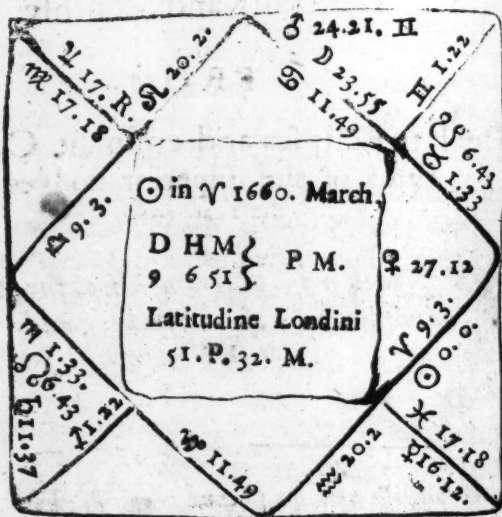 ♂ 24.21. ♊
☽ 23.55
♋ 11.49
♊ 1.22
♌ 20.2.
♃ 17. R.
♍ 17.18
☋ 6.43
♉ 1.33
☉ in ♈ 1660. March,
D H M
9 6 51 } P M.
Latitudine Londini
51. P. 32. M.
♎ 9.3.
♀ 27.12
♈ 9.3.
☉ 0.0.
♏ 1.33.
☊ 6.43
♄ 11.37
♐ 1.22
♑ 11.49
♒ 20.2
♓ 17.18
☿ 16.12.